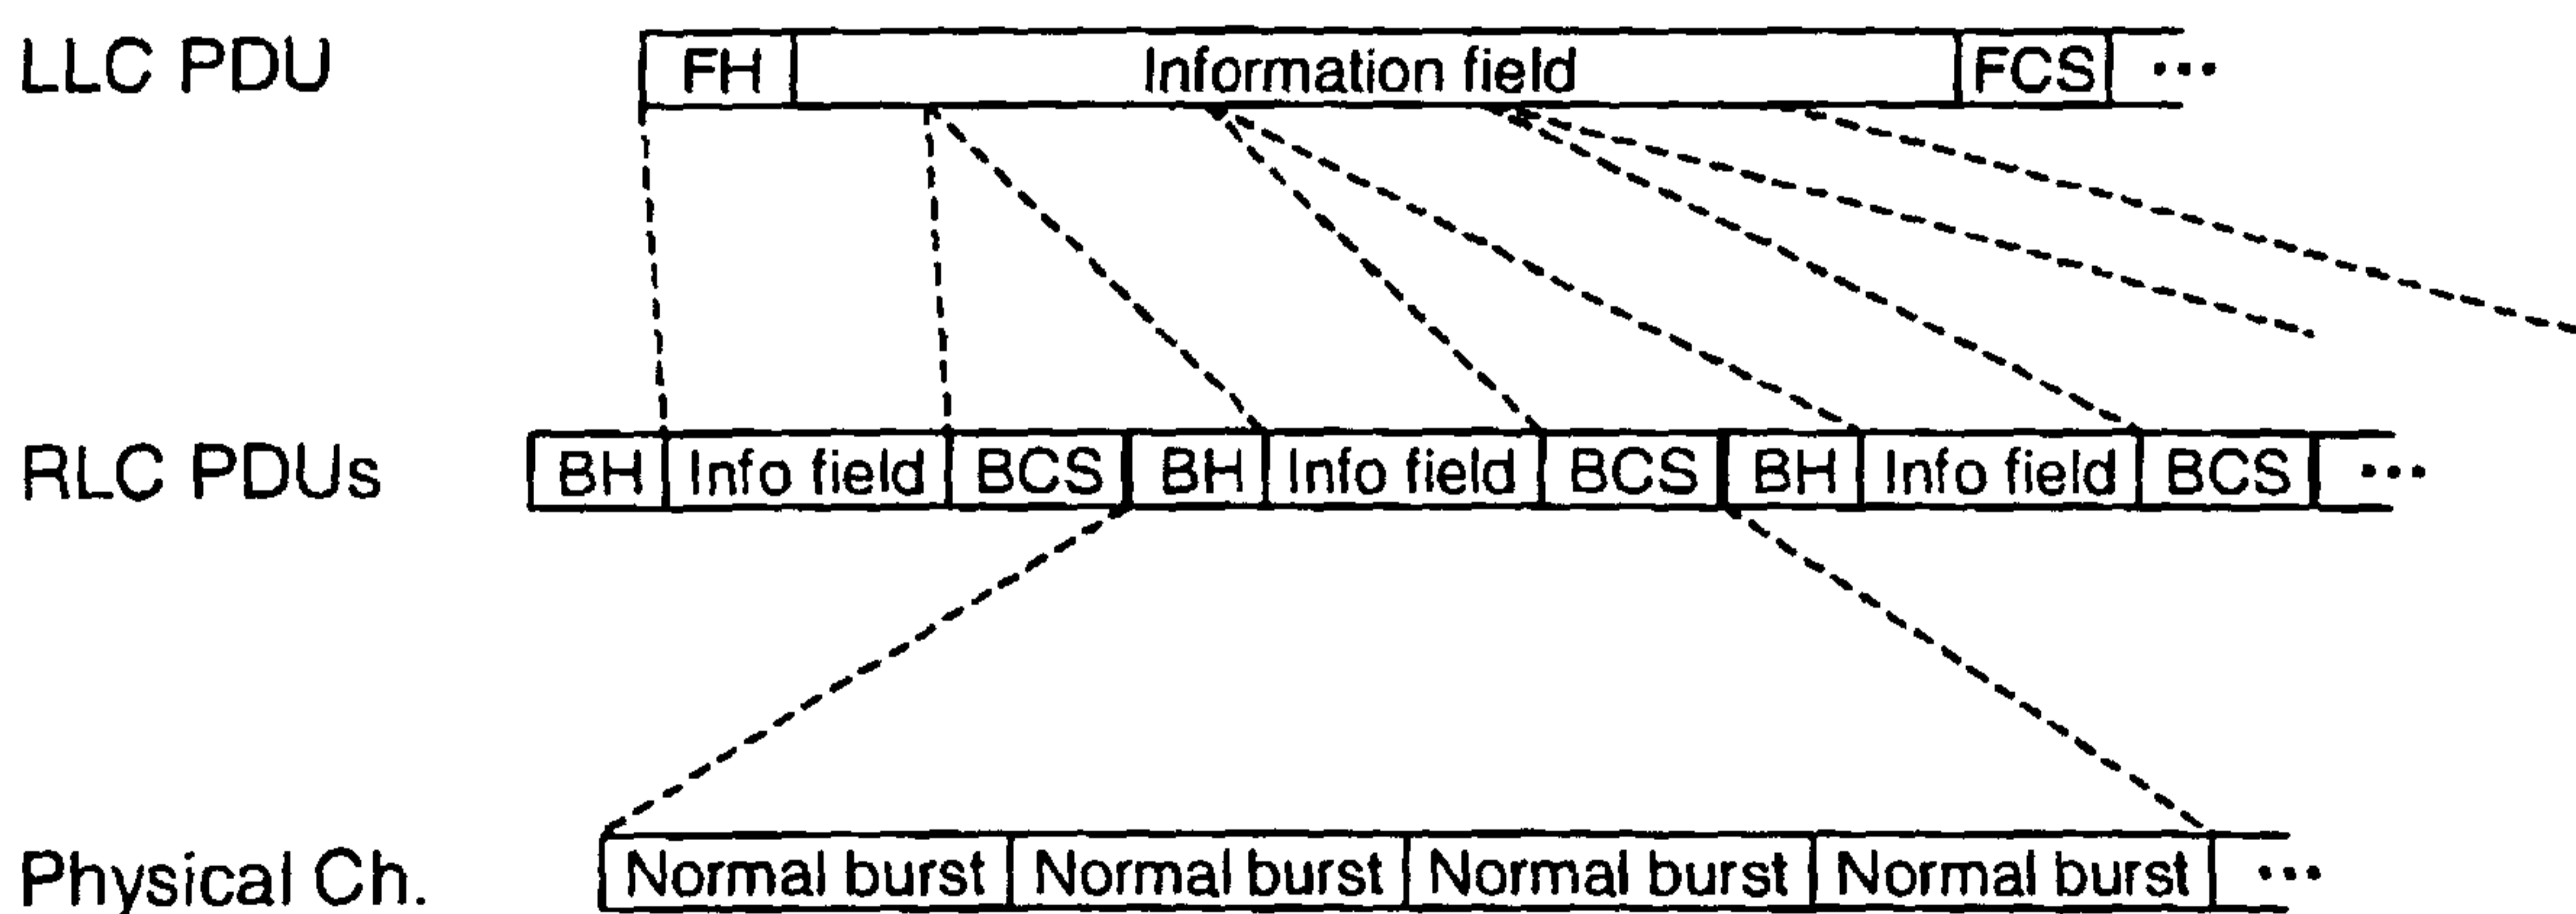 LLC PDU FH Information field FCS ...
RLC PDUs BH Info field BCS BH Info field BCS BH Info field BCS ...
Physical Ch. Normal burst Normal burst Normal burst Normal burst ...